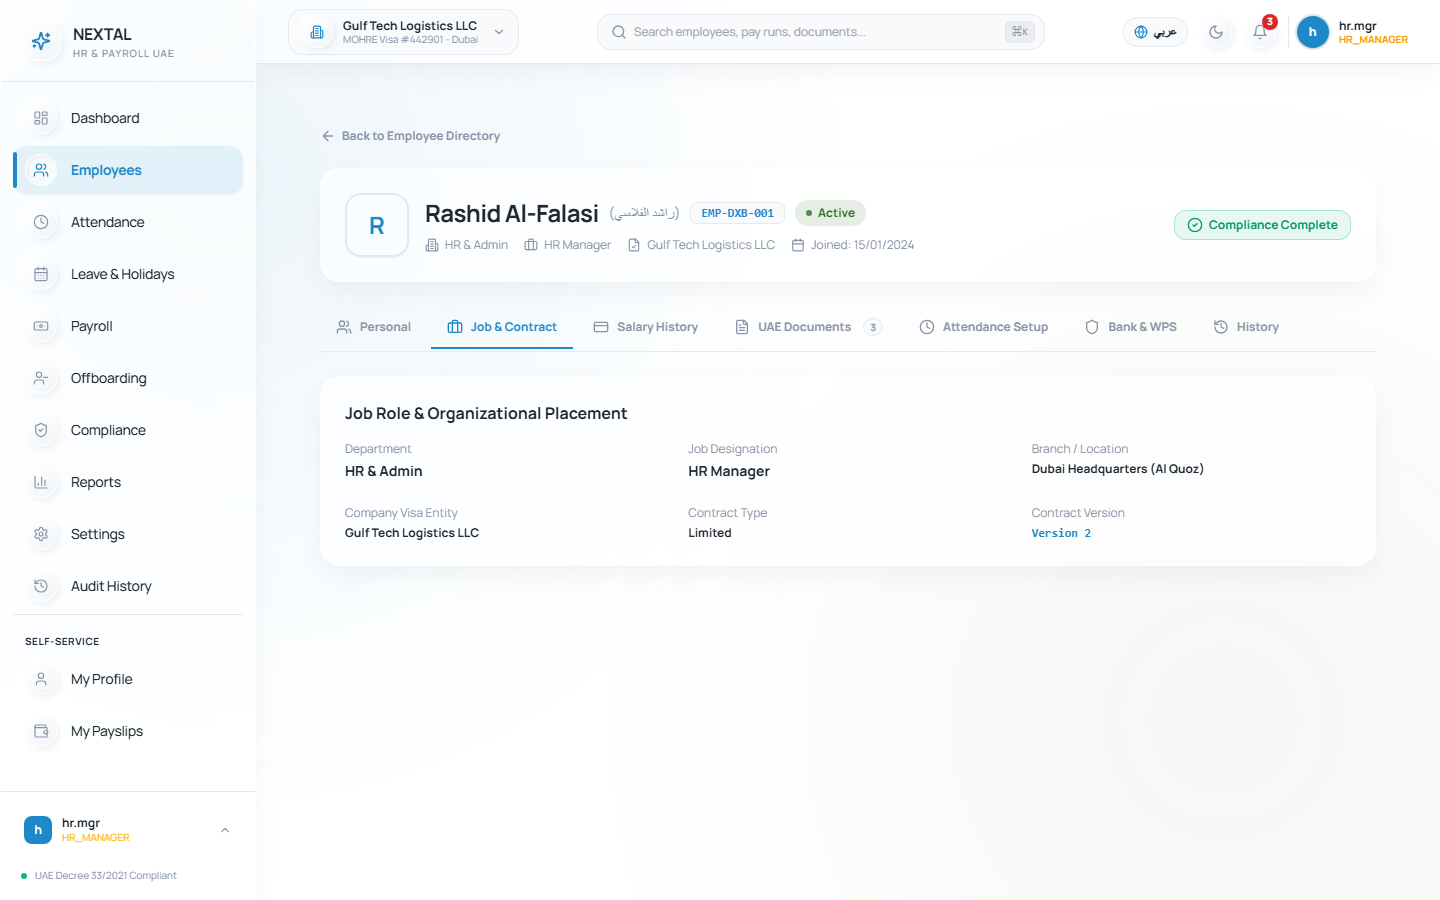 NEXTAL
HR & PAYROLL UAE
Dashboard
Employees
Attendance
Leave & Holidays
Payroll
Offboarding
Compliance
Reports
Settings
Audit History
SELF-SERVICE
My Profile
My Payslips
h
hr.mgr
HR_MANAGER
UAE Decree 33/2021 Compliant
Gulf Tech Logistics LLC
MOHRE Visa #442901 - Dubai
Search employees, pay runs, documents...
⌘K
عربي
3
h
hr.mgr
HR_MANAGER
Back to Employee Directory
R
Rashid Al-Falasi (راشد الفلاسي) EMP-DXB-001 Active
HR & Admin HR Manager Gulf Tech Logistics LLC Joined: 15/01/2024
Compliance Complete
Personal Job & Contract Salary History UAE Documents 3 Attendance Setup Bank & WPS History
Job Role & Organizational Placement
Department Job Designation Branch / Location
HR & Admin HR Manager Dubai Headquarters (Al Quoz)
Company Visa Entity Contract Type Contract Version
Gulf Tech Logistics LLC Limited Version 2